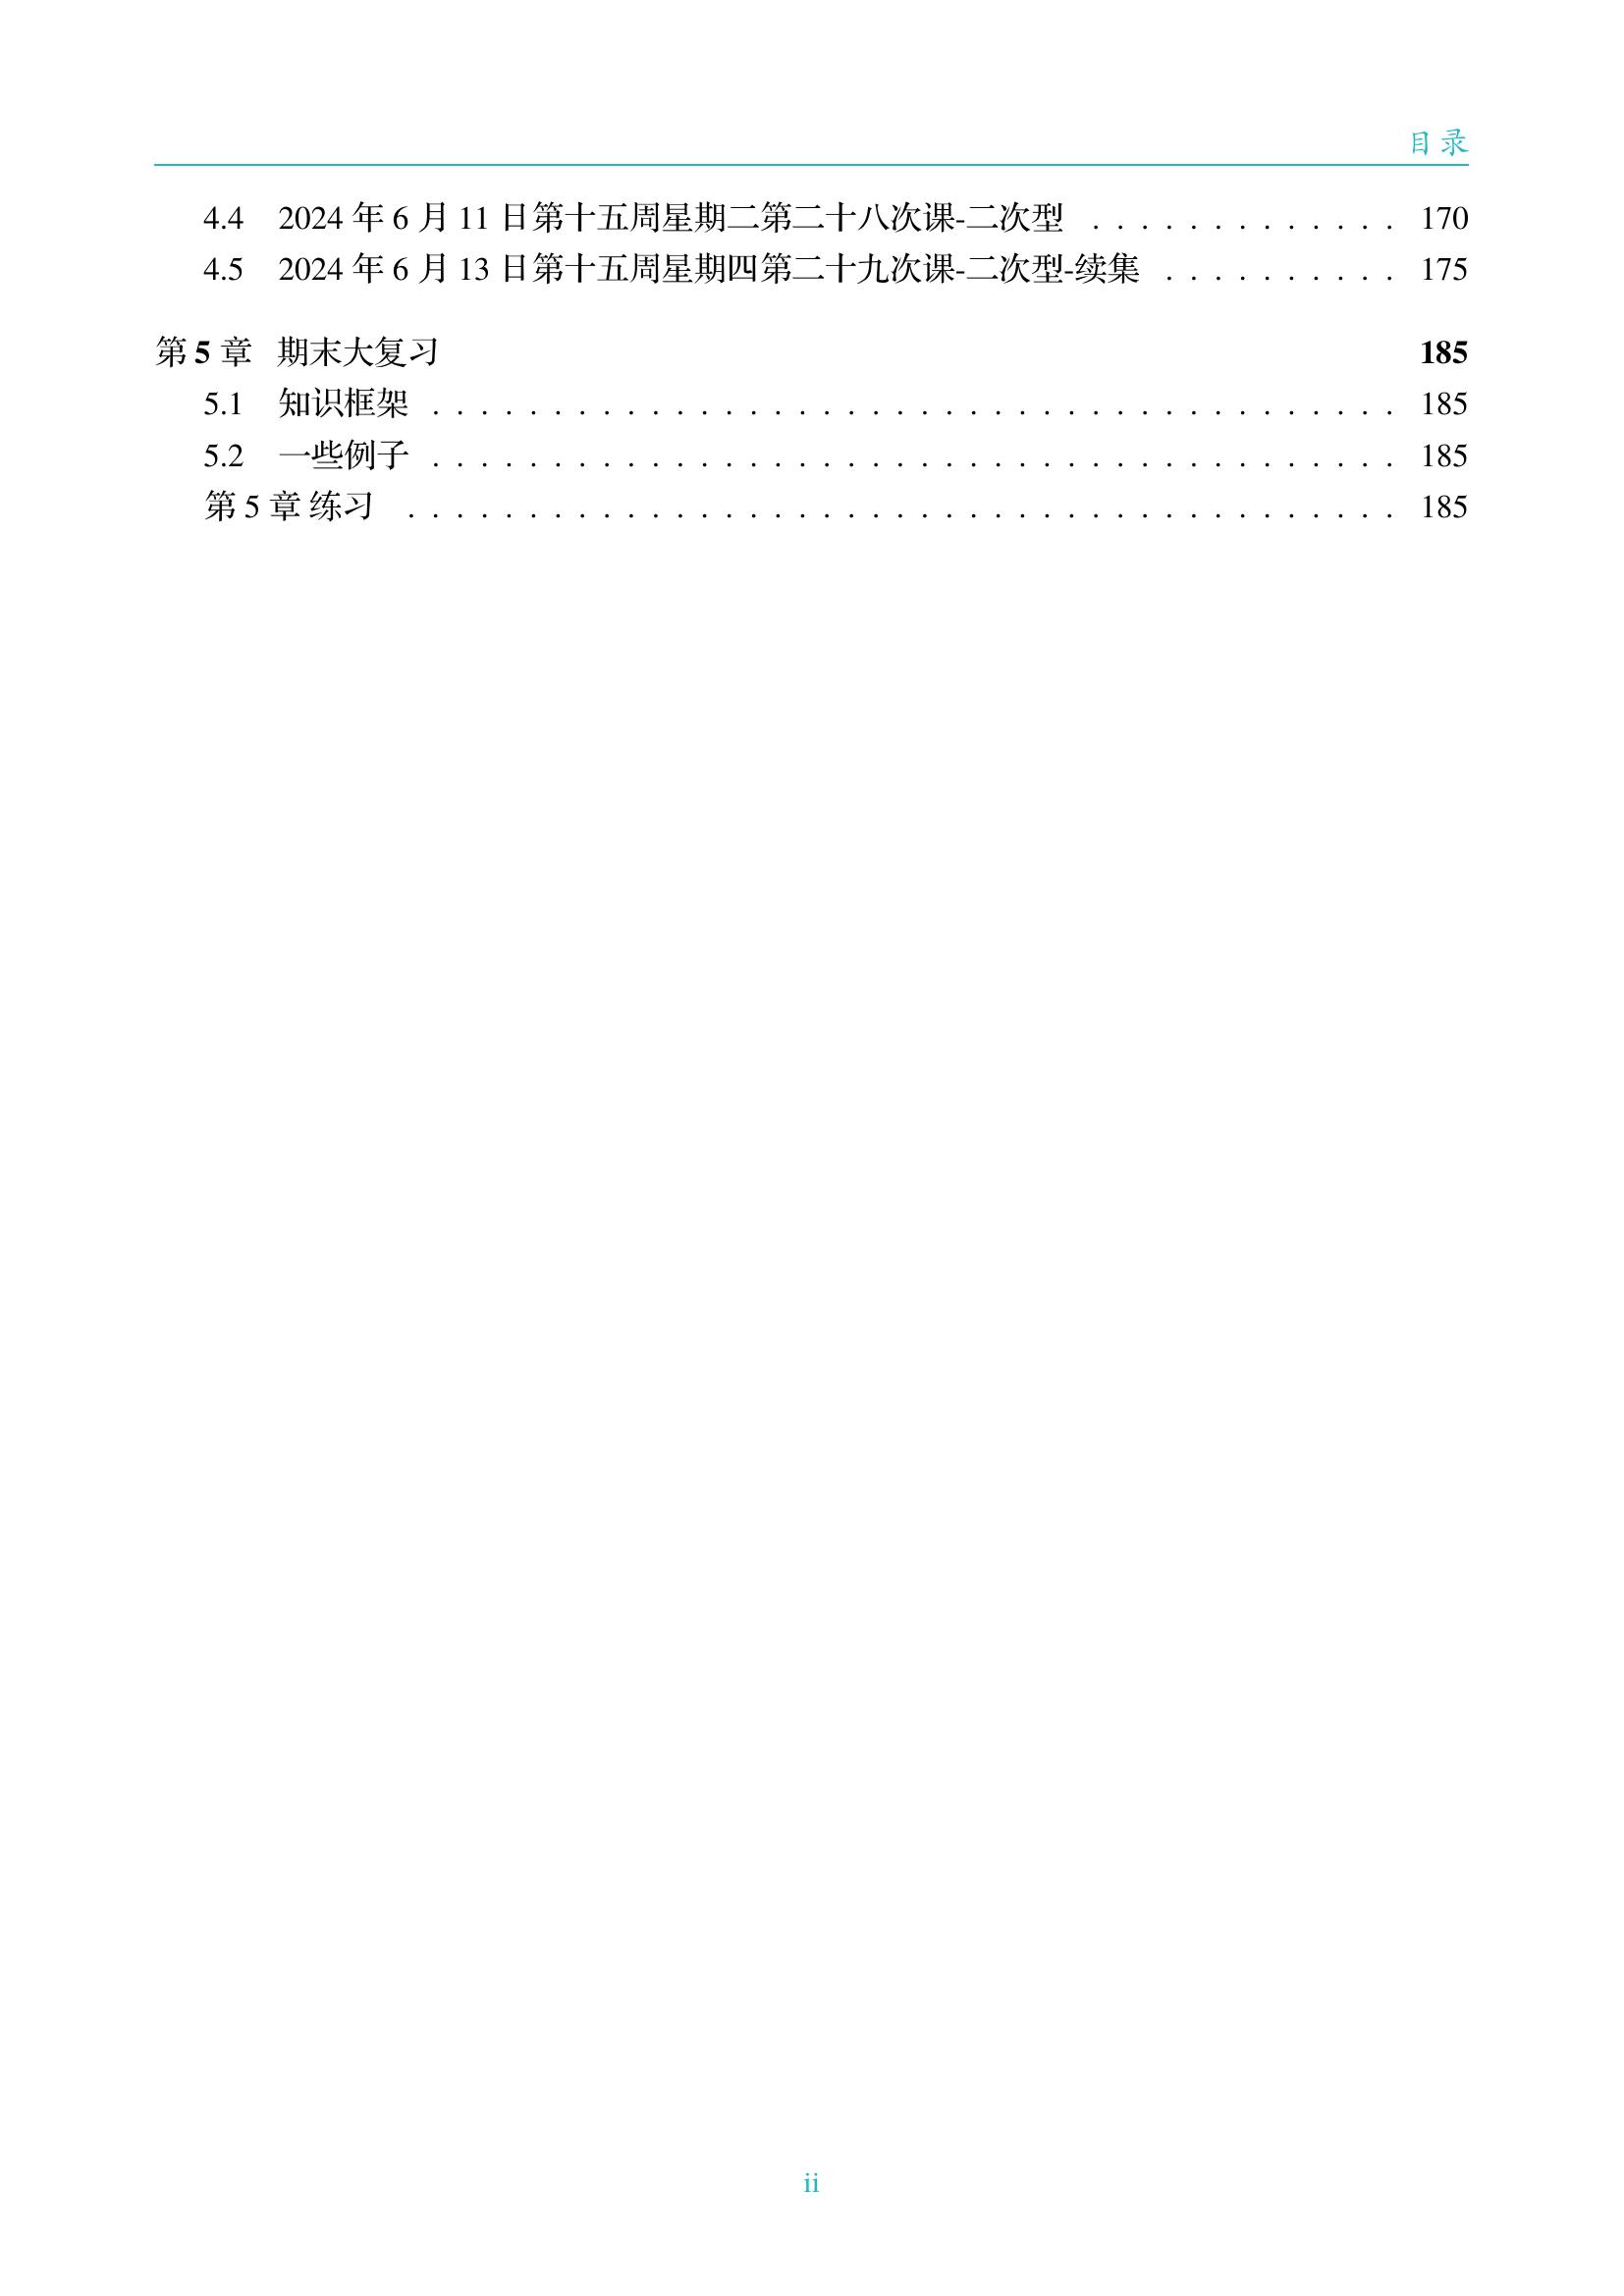 目录
4.4 2024 年 6 月 11 日第十五周星期二第二十八次课-二次型 . . . . . . . . . . . . . 170
4.5 2024 年 6 月 13 日第十五周星期四第二十九次课-二次型-续集 . . . . . . . . . . 175
第 5 章 期末大复习 185
5.1 知识框架 . . . . . . . . . . . . . . . . . . . . . . . . . . . . . . . . . . . . . . . . 185
5.2 一些例子 . . . . . . . . . . . . . . . . . . . . . . . . . . . . . . . . . . . . . . . . 185
第 5 章 练习 . . . . . . . . . . . . . . . . . . . . . . . . . . . . . . . . . . . . . . . . . 185
ii